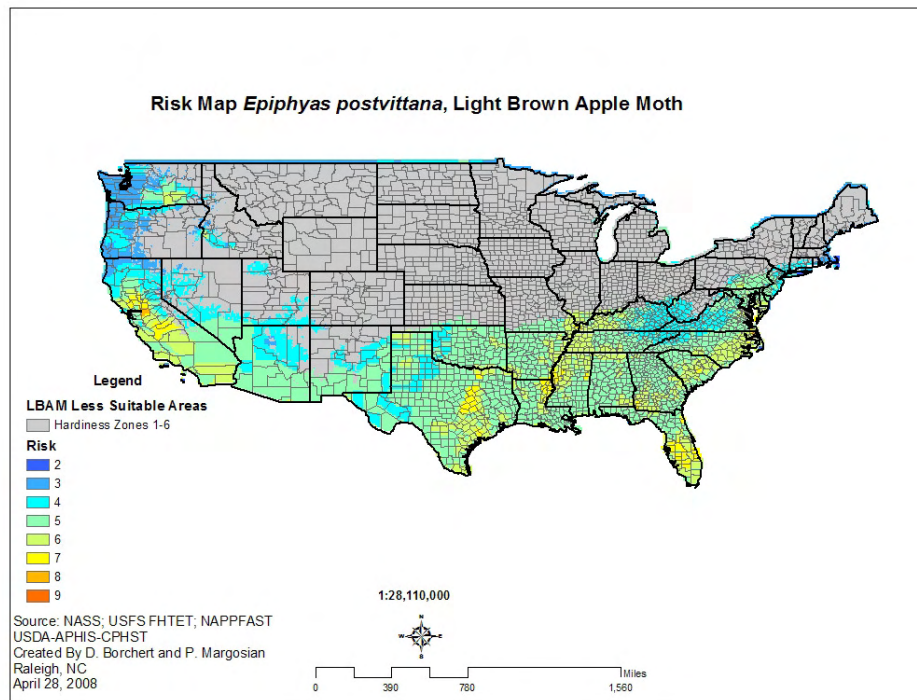 Risk Map Epiphyas postvittana, Light Brown Apple Moth
Legend
LBAM Less Suitable Areas
Hardiness Zones 1-6
Risk
2
3
4
5
6
7
8
9
1:28,110,000
N
W E
S
Source: NASS; USFS FHTET; NAPPFAST
USDA-APHIS-CPHST
Created By D. Borchert and P. Margosian
Raleigh, NC
April 28, 2008
Miles
0 390 780 1,560